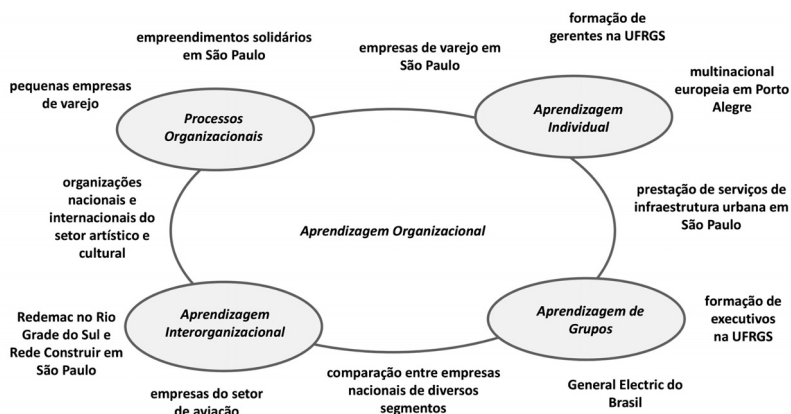 formação de
gerentes na UFRGS
empreendimentos solidários
em São Paulo
empresas de varejo em
São Paulo
pequenas empresas
de varejo
multinacional
europeia em Porto
Alegre
Processos
Organizacionais
Aprendizagem
Individual
organizações
nacionais e
internacionais do
setor artístico e
cultural
prestação de serviços de
infraestrutura urbana em
São Paulo
Aprendizagem Organizacional
Redemac no Rio
Grade do Sul e
Rede Construir em
São Paulo
Aprendizagem
Interorganizacional
Aprendizagem de
Grupos
formação de
executivos
na UFRGS
empresas do setor
de aviação
comparação entre empresas
nacionais de diversos
segmentos
General Electric do
Brasil